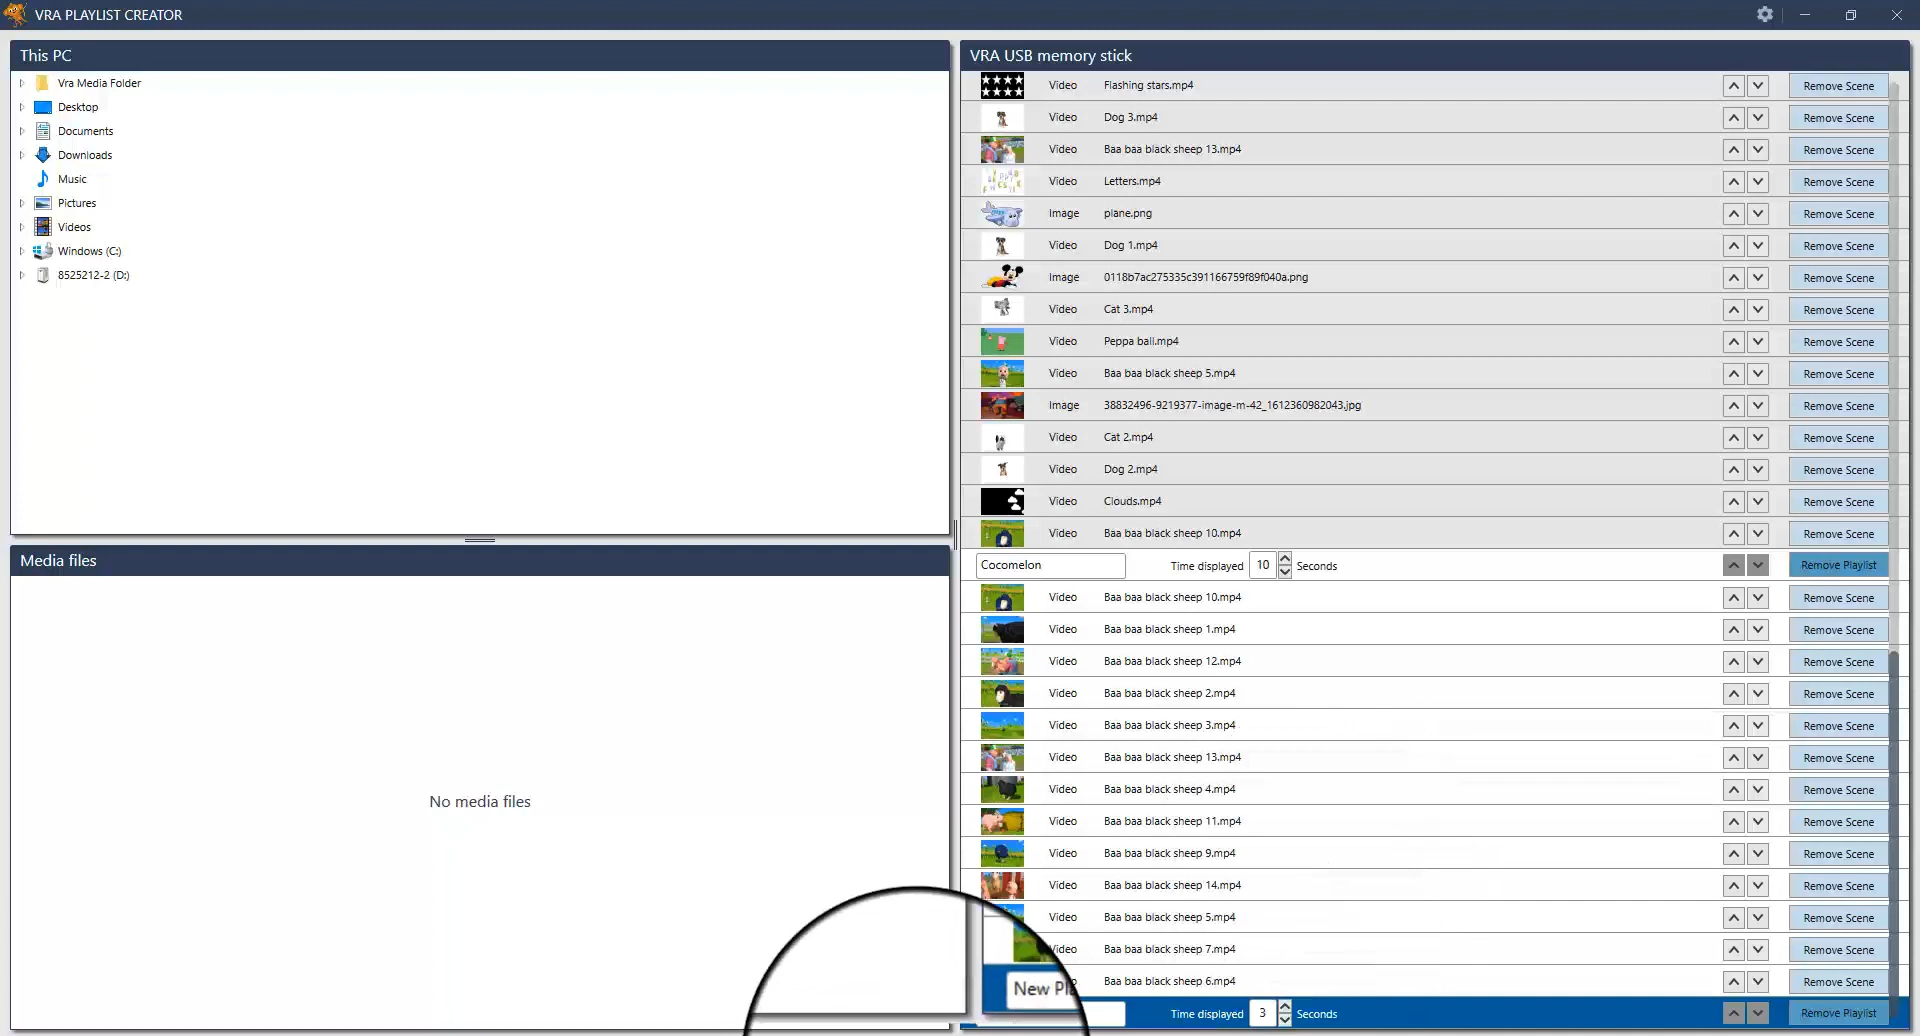 VRA PLAYLIST CREATOR
This PC
Vra Media Folder
Desktop
Documents
Downloads
Music
Pictures
Videos
Windows (C:)
8525212-2 (D:)
Media files
No media files
VRA USB memory stick
Video Flashing stars.mp4 Remove Scene
Video Dog 3.mp4 Remove Scene
Video Baa baa black sheep 13.mp4 Remove Scene
Video Letters.mp4 Remove Scene
Image plane.png Remove Scene
Video Dog 1.mp4 Remove Scene
Image 0118b7ac275335c391166759f89f040a.png Remove Scene
Video Cat 3.mp4 Remove Scene
Video Peppa ball.mp4 Remove Scene
Video Baa baa black sheep 5.mp4 Remove Scene
Image 38832496-9219377-image-m-42_1612360982043.jpg Remove Scene
Video Cat 2.mp4 Remove Scene
Video Dog 2.mp4 Remove Scene
Video Clouds.mp4 Remove Scene
Video Baa baa black sheep 10.mp4 Remove Scene
Cocomelon Time displayed 10 Seconds Remove Playlist
Video Baa baa black sheep 10.mp4 Remove Scene
Video Baa baa black sheep 1.mp4 Remove Scene
Video Baa baa black sheep 12.mp4 Remove Scene
Video Baa baa black sheep 2.mp4 Remove Scene
Video Baa baa black sheep 3.mp4 Remove Scene
Video Baa baa black sheep 13.mp4 Remove Scene
Video Baa baa black sheep 4.mp4 Remove Scene
Video Baa baa black sheep 11.mp4 Remove Scene
Video Baa baa black sheep 9.mp4 Remove Scene
Video Baa baa black sheep 14.mp4 Remove Scene
Video Baa baa black sheep 5.mp4 Remove Scene
Video Baa baa black sheep 7.mp4 Remove Scene
Baa baa black sheep 6.mp4 Remove Scene
New Time displayed 3 Seconds Remove Playlist